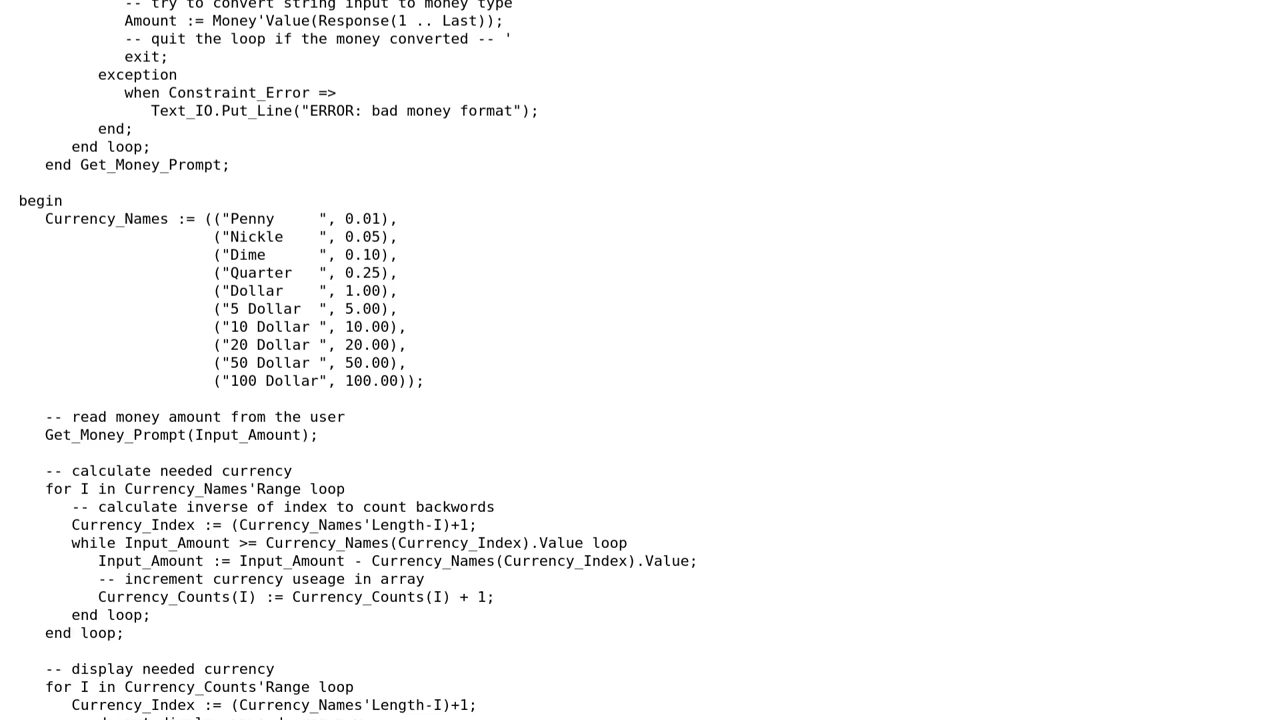 -- try to convert string input to money type
Amount := Money'Value(Response(1 .. Last));
-- quit the loop if the money converted -- '
exit;
exception
when Constraint_Error =>
Text_IO.Put_Line("ERROR: bad money format");
end;
end loop;
end Get_Money_Prompt;
begin
Currency_Names := (("Penny     ", 0.01),
("Nickle    ", 0.05),
("Dime      ", 0.10),
("Quarter   ", 0.25),
("Dollar    ", 1.00),
("5 Dollar  ", 5.00),
("10 Dollar ", 10.00),
("20 Dollar ", 20.00),
("50 Dollar ", 50.00),
("100 Dollar", 100.00));
-- read money amount from the user
Get_Money_Prompt(Input_Amount);
-- calculate needed currency
for I in Currency_Names'Range loop
-- calculate inverse of index to count backwords
Currency_Index := (Currency_Names'Length-I)+1;
while Input_Amount >= Currency_Names(Currency_Index).Value loop
Input_Amount := Input_Amount - Currency_Names(Currency_Index).Value;
-- increment currency useage in array
Currency_Counts(I) := Currency_Counts(I) + 1;
end loop;
end loop;
-- display needed currency
for I in Currency_Counts'Range loop
Currency_Index := (Currency_Names'Length-I)+1;